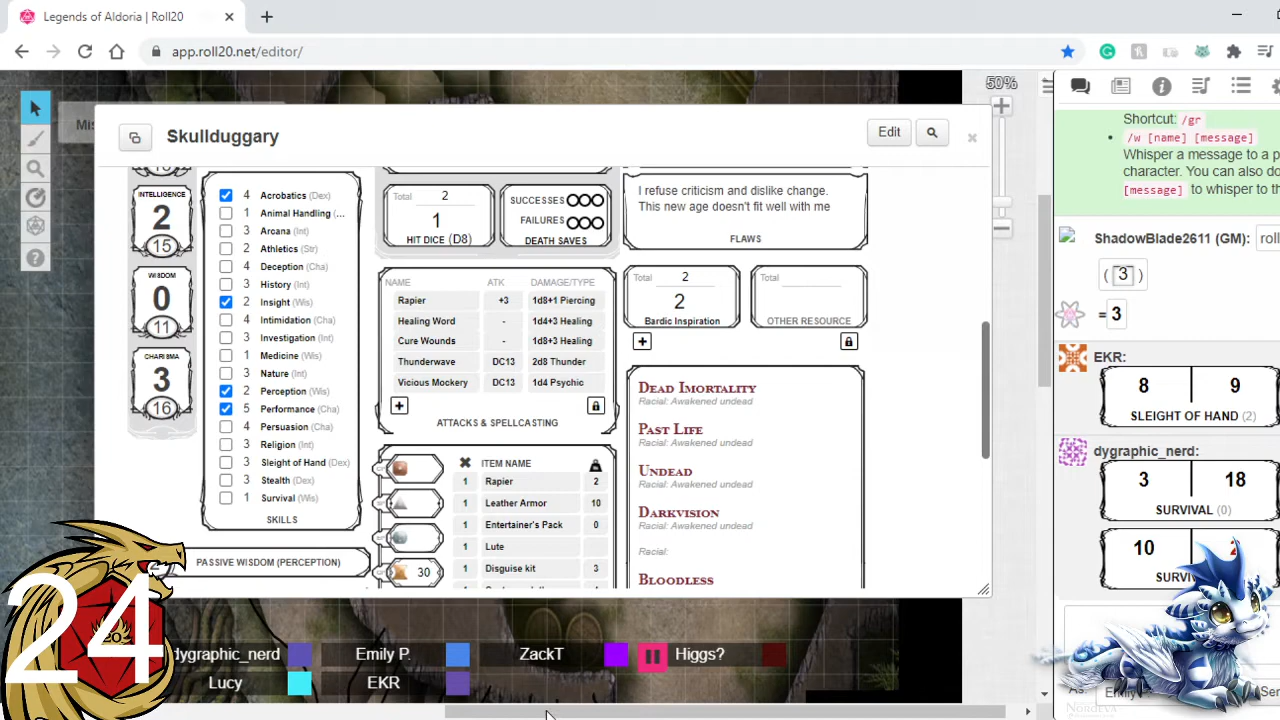 Legends of Aldoria | Roll20
app.roll20.net/editor/
50%
Skullduggary
Edit
INTELLIGENCE
2
15
WISDOM
0
11
CHARISMA
3
16
4 Acrobatics (Dex)
1 Animal Handling (...
3 Arcana (Int)
2 Athletics (Str)
4 Deception (Cha)
3 History (Int)
2 Insight (Wis)
4 Intimidation (Cha)
3 Investigation (Int)
1 Medicine (Wis)
3 Nature (Int)
2 Perception (Wis)
5 Performance (Cha)
4 Persuasion (Cha)
3 Religion (Int)
3 Sleight of Hand (Dex)
3 Stealth (Dex)
1 Survival (Wis)
SKILLS
PASSIVE WISDOM (PERCEPTION)
Total 2
1
HIT DICE (D8)
SUCCESSES
FAILURES
DEATH SAVES
NAME ATK DAMAGE/TYPE
Rapier +3 1d8+1 Piercing
Healing Word - 1d4+3 Healing
Cure Wounds - 1d8+3 Healing
Thunderwave DC13 2d8 Thunder
Vicious Mockery DC13 1d4 Psychic
ATTACKS & SPELLCASTING
ITEM NAME
1 Rapier 2
1 Leather Armor 10
1 Entertainer's Pack 0
1 Lute
1 Disguise kit 3
30
I refuse criticism and dislike change.
This new age doesn't fit well with me
FLAWS
Total 2
2
Bardic Inspiration
Total
OTHER RESOURCE
DEAD IMORTALITY
Racial: Awakened undead
PAST LIFE
Racial: Awakened undead
UNDEAD
Racial: Awakened undead
DARKVISION
Racial: Awakened undead
Racial:
BLOODLESS
Shortcut: /gr
/w [name] [message]
Whisper a message to a p
character. You can also do
[message] to whisper to th
ShadowBlade2611 (GM): roll
( 3 )
= 3
EKR:
8 9
SLEIGHT OF HAND (2)
dygraphic_nerd:
3 18
SURVIVAL (0)
10
SURVI
As:
24
20
dygraphic_nerd
Emily P.
ZackT
Higgs?
Lucy
EKR